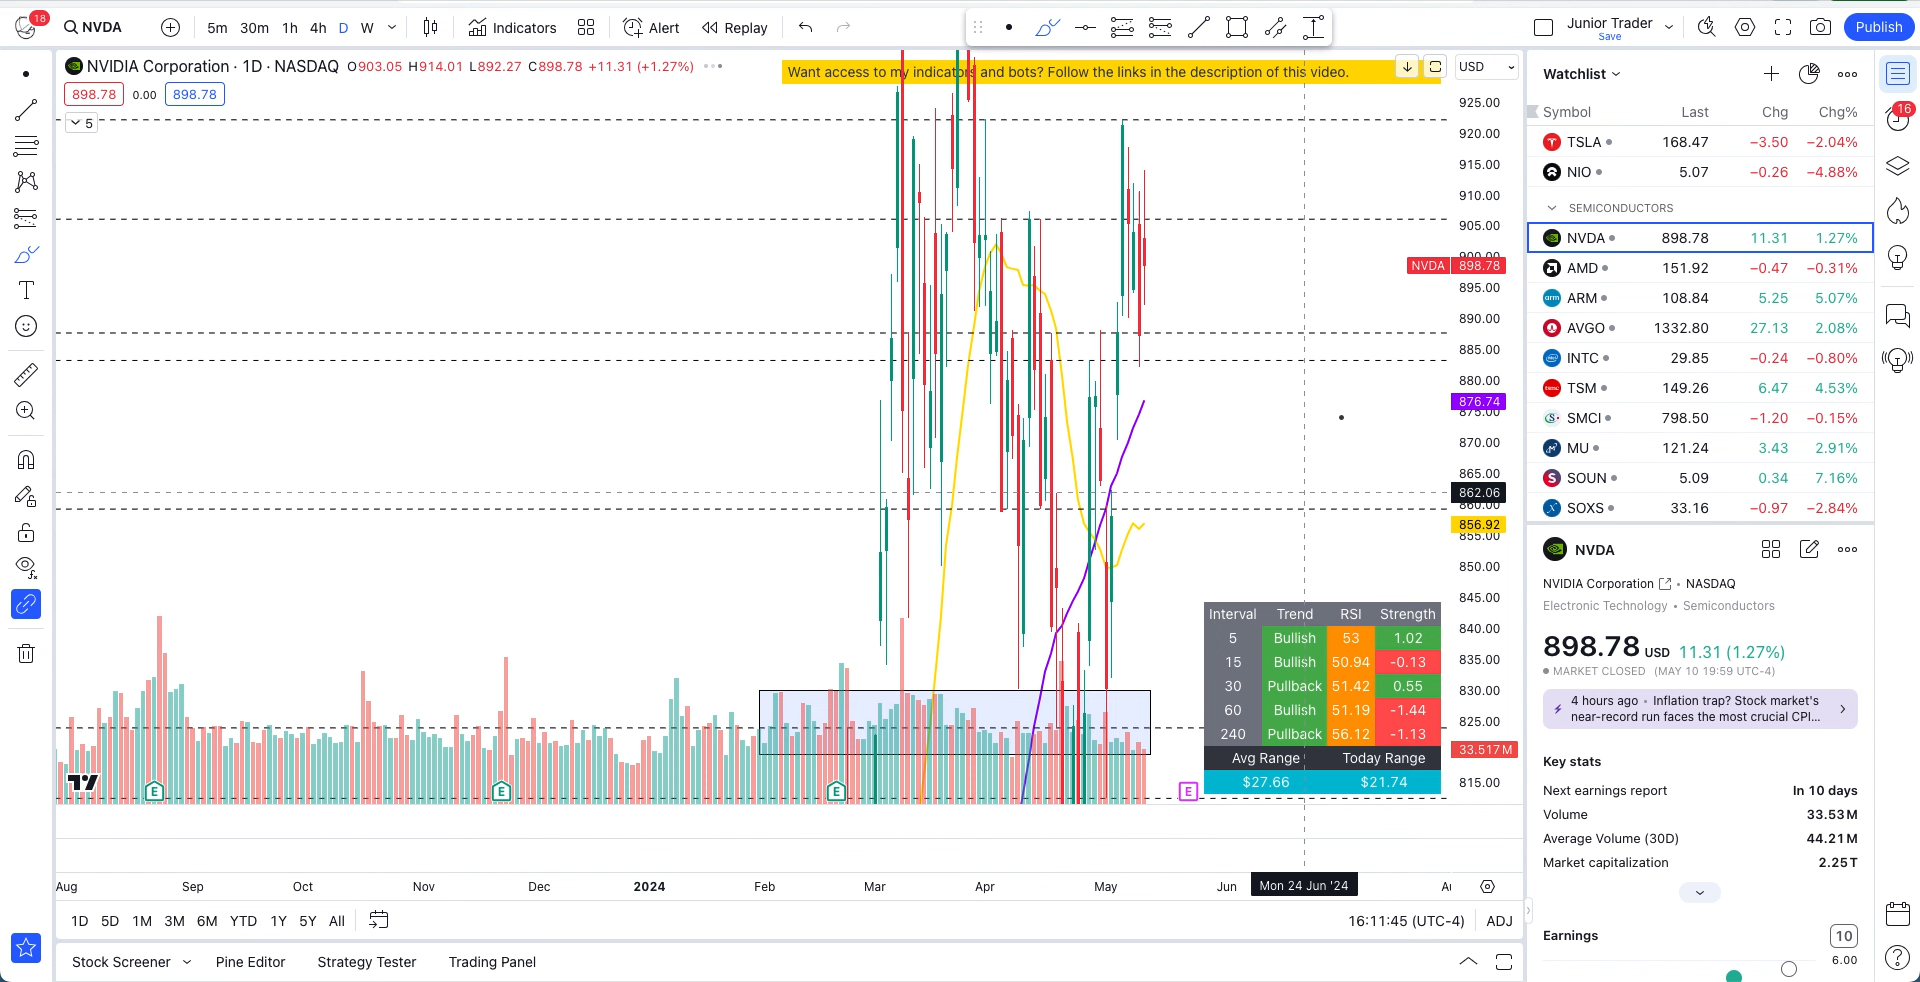 18
NVDA
5m 30m 1h 4h D W
Indicators
Alert
Replay
Junior Trader
Save
Publish
NVIDIA Corporation · 1D · NASDAQ O903.05 H914.01 L892.27 C898.78 +11.31 (+1.27%)
898.78 0.00 898.78
5
Want access to my indicators and bots? Follow the links in the description of this video.
USD
925.00
920.00
915.00
910.00
905.00
900.00
NVDA 898.78
895.00
890.00
885.00
880.00
876.74
875.00
870.00
865.00
862.06
860.00
856.92
855.00
850.00
845.00
840.00
835.00
830.00
825.00
33.517M
815.00
Interval Trend RSI Strength
5 Bullish 53 1.02
15 Bullish 50.94 -0.13
30 Pullback 51.42 0.55
60 Bullish 51.19 -1.44
240 Pullback 56.12 -1.13
Avg Range Today Range
$27.66 $21.74
E E E E
Aug Sep Oct Nov Dec 2024 Feb Mar Apr May Jun Mon 24 Jun '24
1D 5D 1M 3M 6M YTD 1Y 5Y All
16:11:45 (UTC-4) ADJ
Stock Screener Pine Editor Strategy Tester Trading Panel
Watchlist
Symbol Last Chg Chg%
TSLA 168.47 −3.50 −2.04%
NIO 5.07 −0.26 −4.88%
SEMICONDUCTORS
NVDA 898.78 11.31 1.27%
AMD 151.92 −0.47 −0.31%
ARM 108.84 5.25 5.07%
AVGO 1332.80 27.13 2.08%
INTC 29.85 −0.24 −0.80%
TSM 149.26 6.47 4.53%
SMCI 798.50 −1.20 −0.15%
MU 121.24 3.43 2.91%
SOUN 5.09 0.34 7.16%
SOXS 33.16 −0.97 −2.84%
NVDA
NVIDIA Corporation • NASDAQ
Electronic Technology • Semiconductors
898.78 USD 11.31 (1.27%)
MARKET CLOSED (MAY 10 19:59 UTC-4)
4 hours ago • Inflation trap? Stock market's
near-record run faces the most crucial CPI...
Key stats
Next earnings report In 10 days
Volume 33.53M
Average Volume (30D) 44.21M
Market capitalization 2.25T
Earnings 10
6.00
16